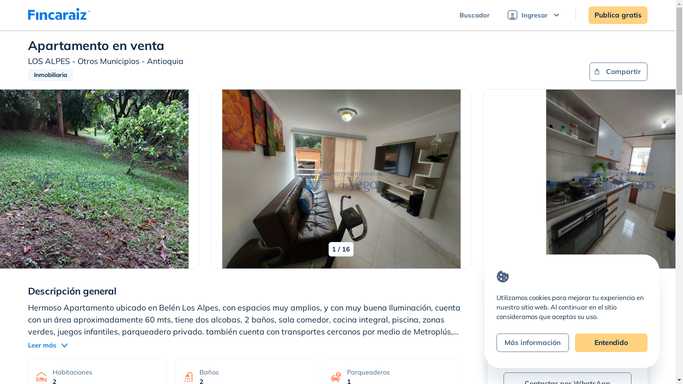 Fincaraiz
Buscador
Ingresar
Publica gratis
Apartamento en venta
LOS ALPES - Otros Municipios - Antioquia
Inmobiliaria
Compartir
1 / 16
Descripción general
Hermoso Apartamento ubicado en Belén Los Alpes, con espacios muy amplios, y con muy buena Iluminación, cuenta
con un área aproximadamente 60 mts, tiene dos alcobas, 2 baños, sala comedor, cocina integral, piscina, zonas
verdes, juegos infantiles, parqueadero privado. también cuenta con transportes cercanos por medio de Metroplús,...
Leer más
Habitaciones
2
Baños
2
Parqueaderos
1
Utilizamos cookies para mejorar tu experiencia en
nuestro sitio web. Al continuar en el sitio
consideramos que aceptas su uso.
Más información
Entendido
Contactar por WhatsApp